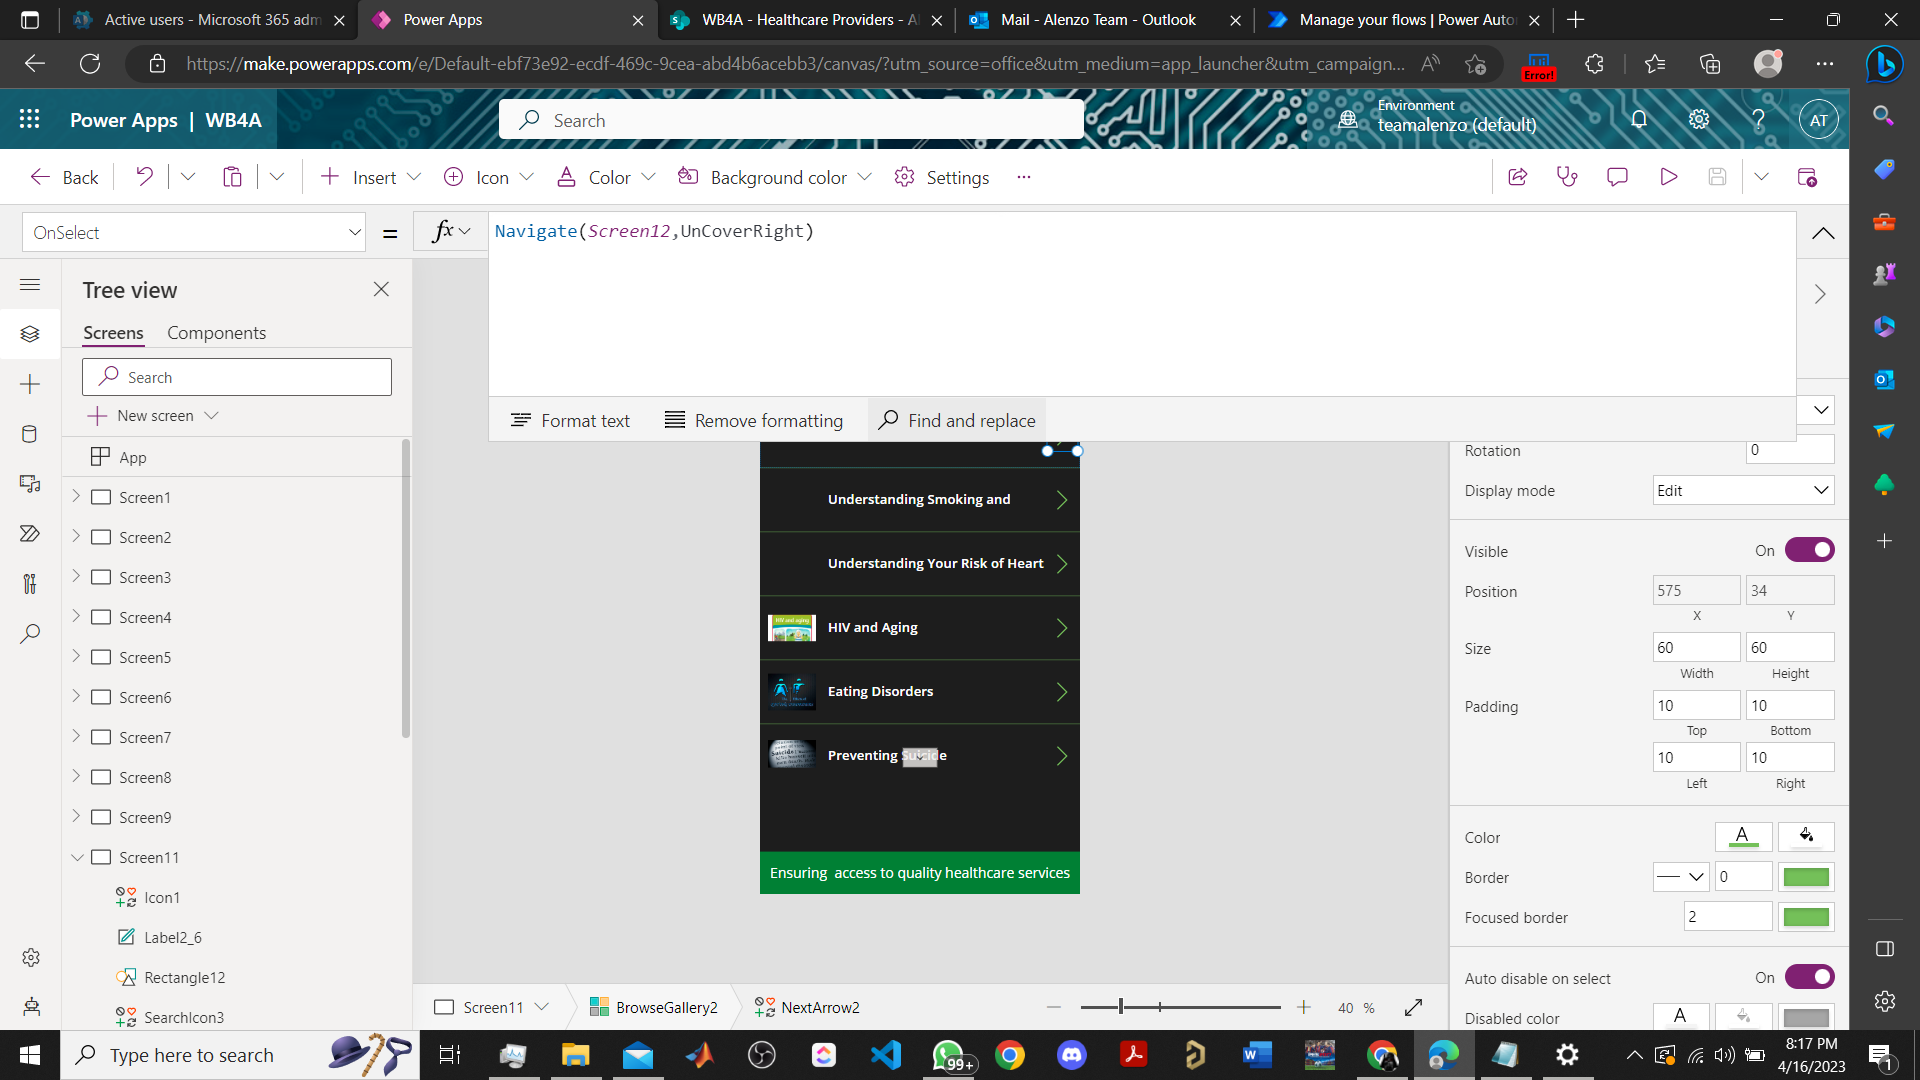 Active users - Microsoft 365 adm
Power Apps
WB4A - Healthcare Providers - A
Mail - Alenzo Team - Outlook
Manage your flows | Power Auto
https://make.powerapps.com/e/Default-ebf73e92-ecdf-469c-9cea-abd4b6acebb3/canvas/?utm_source=office&utm_medium=app_launcher&utm_campaign...
Error!
Power Apps | WB4A
Search
Environment
teamalenzo (default)
AT
Back
Insert
Icon
Color
Background color
Settings
OnSelect
=
fx
Navigate(Screen12,UnCoverRight)
Format text
Remove formatting
Find and replace
Tree view
Screens
Components
Search
New screen
App
Screen1
Screen2
Screen3
Screen4
Screen5
Screen6
Screen7
Screen8
Screen9
Screen11
Icon1
Label2_6
Rectangle12
SearchIcon3
Understanding Smoking and
Understanding Your Risk of Heart
HIV and aging
HIV and Aging
Eating Disorders
Preventing Suicide
Ensuring access to quality healthcare services
Rotation
0
Display mode
Edit
Visible
On
Position
575
34
X
Y
Size
60
60
Width
Height
Padding
10
10
Top
Bottom
10
10
Left
Right
Color
A
Border
0
Focused border
2
Auto disable on select
On
Disabled color
A
Screen11
BrowseGallery2
NextArrow2
40 %
Type here to search
99+
8:17 PM
4/16/2023
1